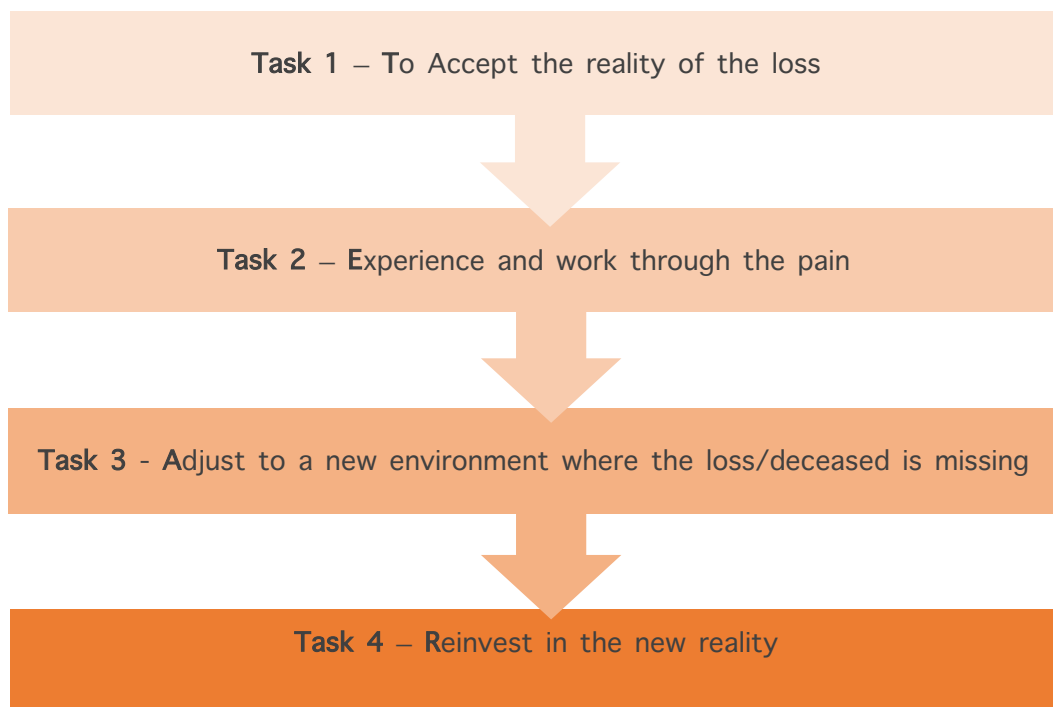 Task 1 – To Accept the reality of the loss
Task 2 – Experience and work through the pain
Task 3 - Adjust to a new environment where the loss/deceased is missing
Task 4 – Reinvest in the new reality